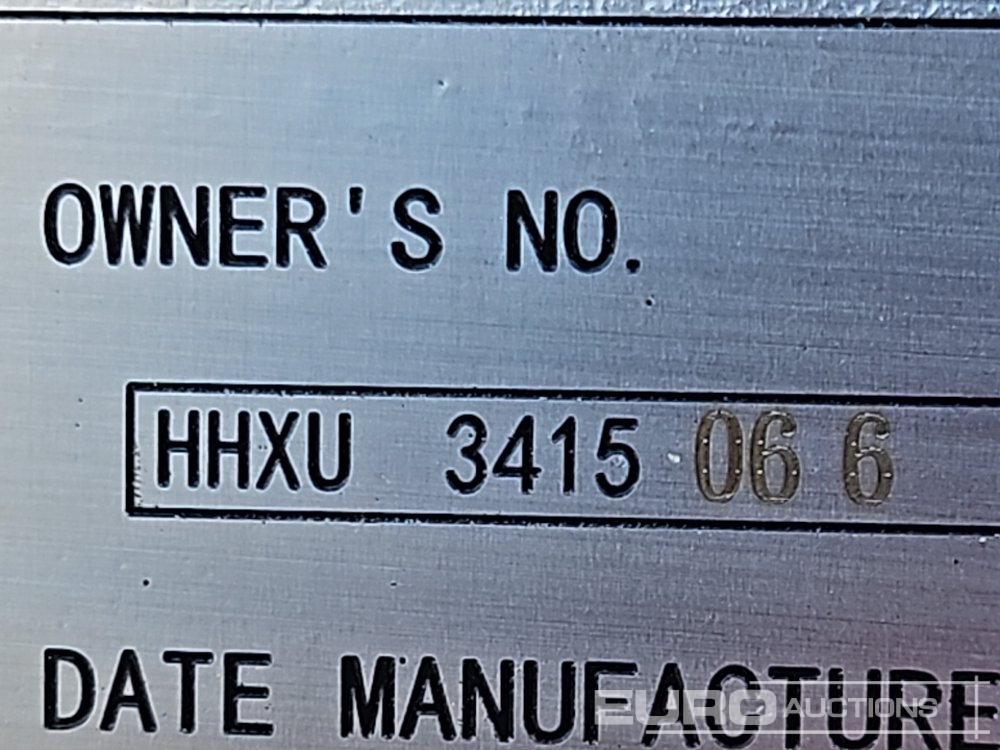 OWNER'S NO.
HHXU 3415 06 6
DATE MANUFACTURE
EURO AUCTIONS